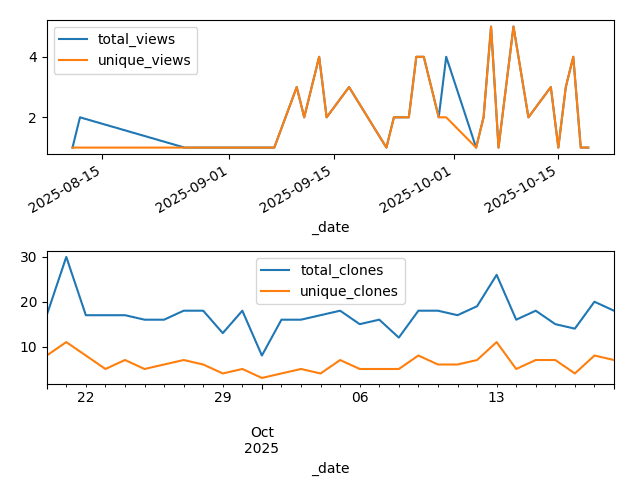 total_views
unique_views
4
2
2025-08-15
2025-09-01
2025-09-15
2025-10-01
2025-10-15
_date
total_clones
unique_clones
30
20
10
22
29
06
13
Oct
2025
_date